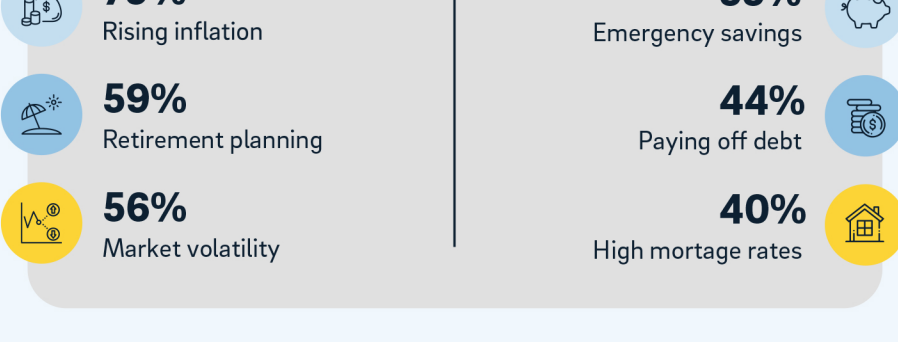 Rising inflation
59%
Retirement planning
56%
Market volatility
Emergency savings
44%
Paying off debt
40%
High mortage rates